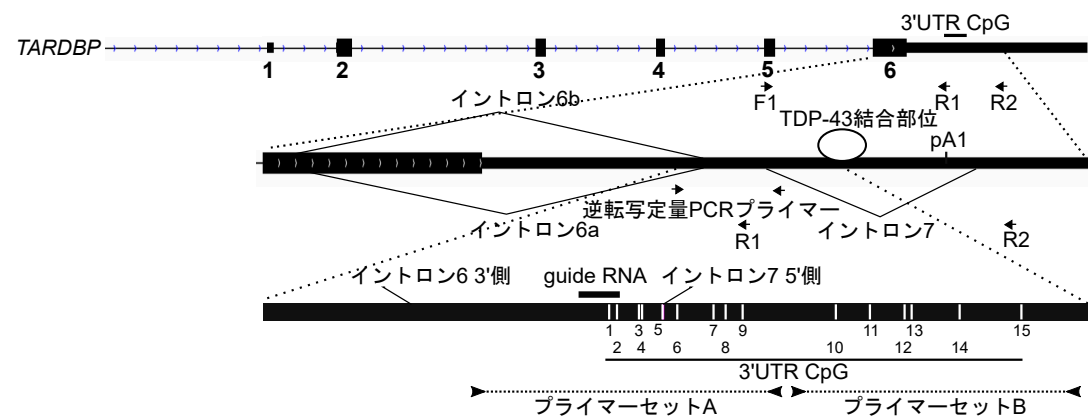 3'UTR CpG
TARDBP
1 2 3 4 5 6
F1 R1 R2
イントロン6b
TDP-43結合部位
pA1
逆転写定量PCRプライマー
イントロン6a
R1
イントロン7
R2
イントロン6 3'側 guide RNA イントロン7 5'側
1 3 5 7 9 11 13 15
2 4 6 8 10 12 14
3'UTR CpG
プライマーセットA プライマーセットB